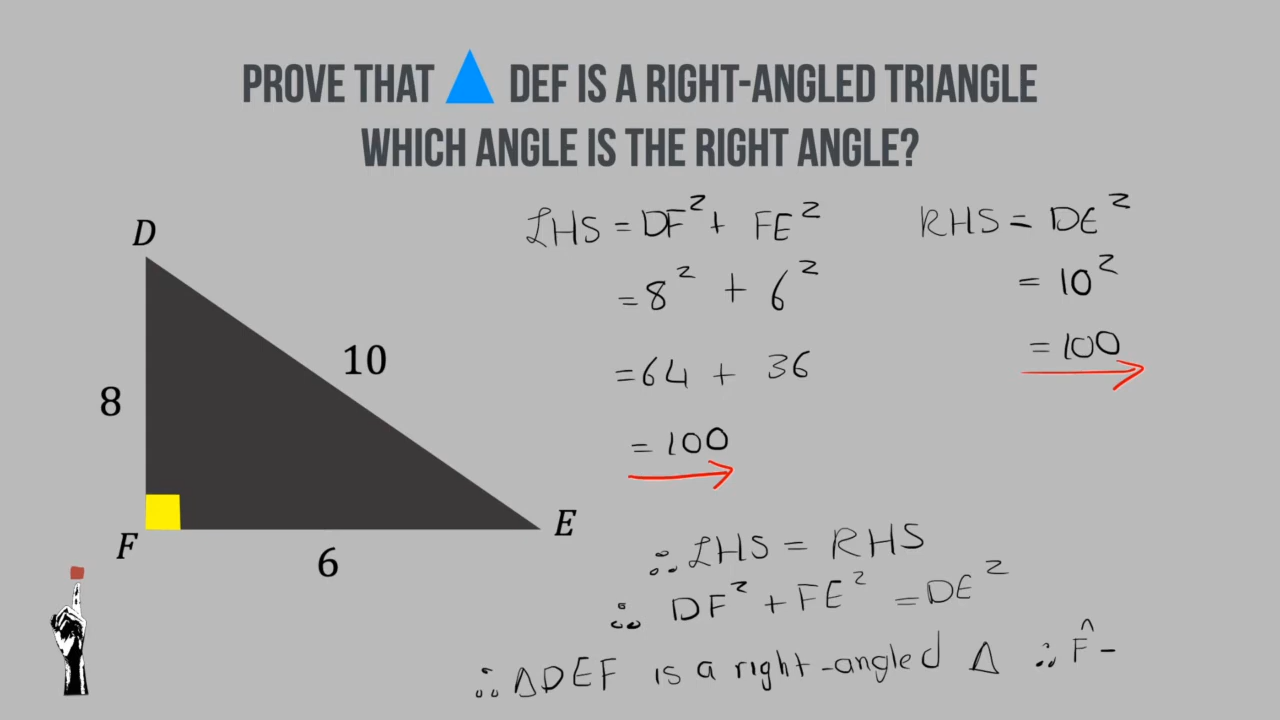 PROVE THAT DEF IS A RIGHT-ANGLED TRIANGLE
WHICH ANGLE IS THE RIGHT ANGLE?
D
8
10
F
6
E
LHS = DF² + FE²
= 8² + 6²
= 64 + 36
= 100
RHS = DE²
= 10²
= 100
∴ LHS = RHS
∴ DF² + FE² = DE²
∴ ΔDEF is a right-angled Δ ∴ F̂ -